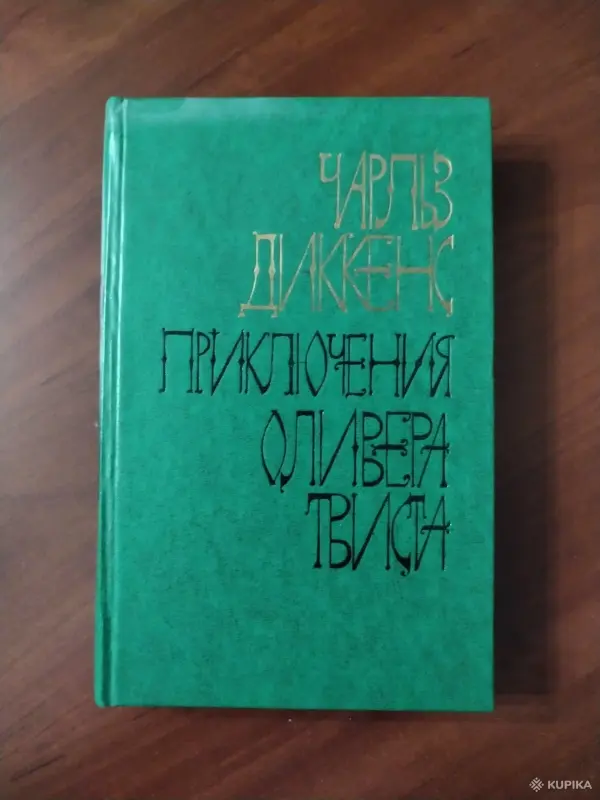 ЧАРЛЬЗ
ДИККЕНС
ПРИКЛЮЧЕНИЯ
ОЛИВЕРА
ТВИСТА
KUPIKA